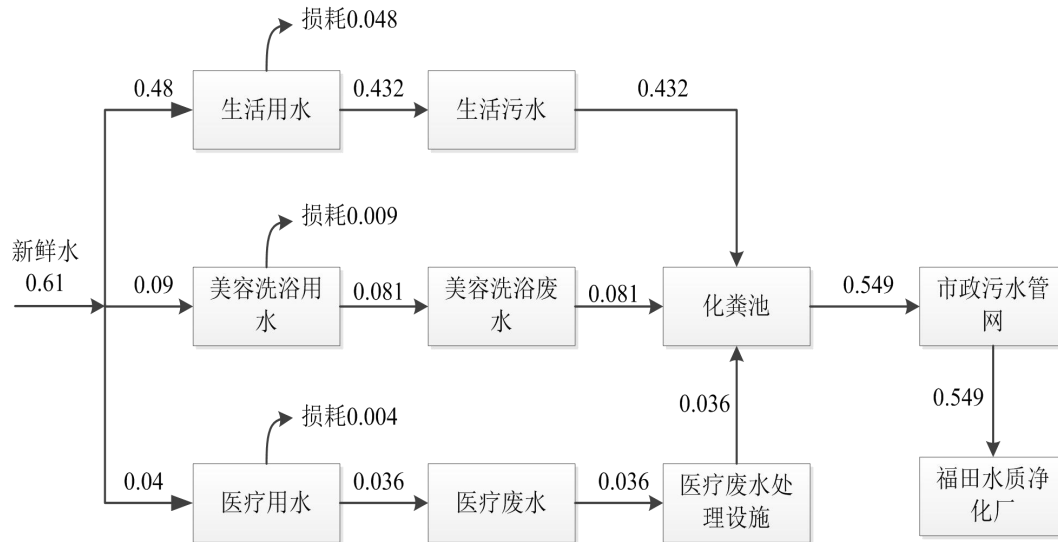 损耗0.048
0.48
生活用水
0.432
生活污水
0.432
损耗0.009
新鲜水
0.61
0.09
美容洗浴用
水
0.081
美容洗浴废
水
0.081
化粪池
0.549
市政污水管
网
损耗0.004
0.036
0.549
0.04
医疗用水
0.036
医疗废水
0.036
医疗废水处
理设施
福田水质净
化厂